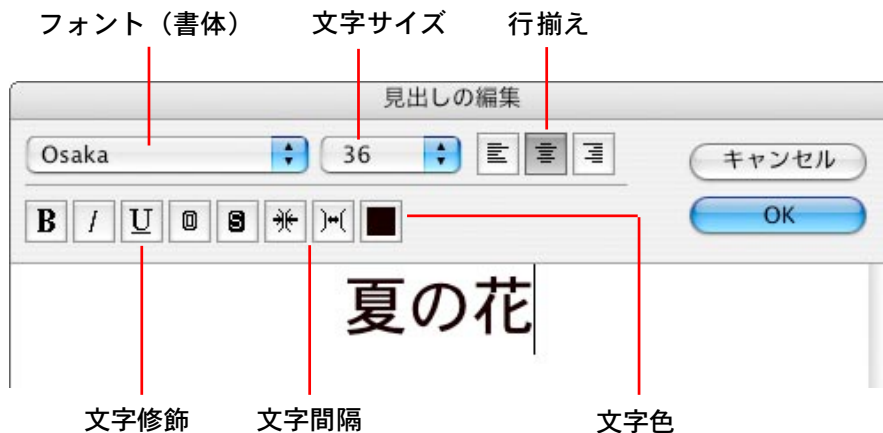 フォント（書体） 文字サイズ 行揃え
見出しの編集
Osaka 36 キャンセル
B I U O S OK
夏の花
文字修飾 文字間隔 文字色